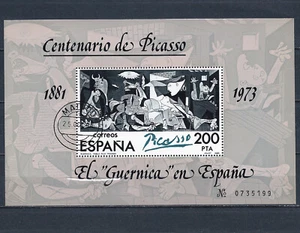 Centenario de Picasso
1881
1973
correos
ESPAÑA
Picasso
200
PTA
El "Guernica" en España
Nº 0735199